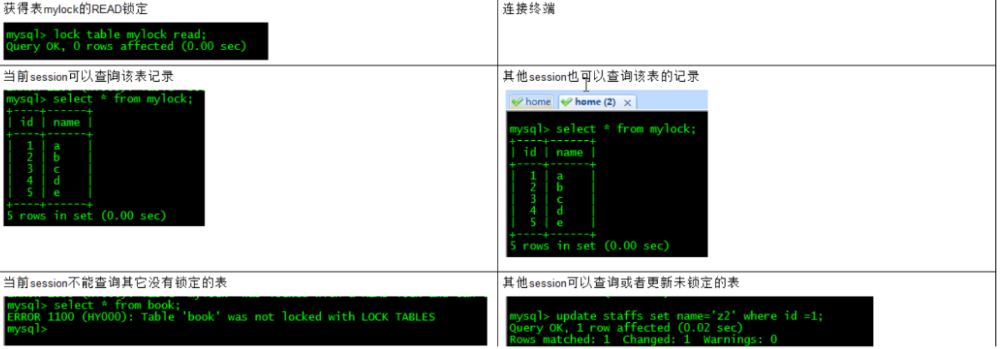 获得表mylock的READ锁定
mysql> lock table mylock read;
Query OK, 0 rows affected (0.00 sec)
连接终端
当前session可以查询该表记录
mysql> select * from mylock;
+----+------+
| id | name |
+----+------+
| 1 | a |
| 2 | b |
| 3 | c |
| 4 | d |
| 5 | e |
+----+------+
5 rows in set (0.00 sec)
其他session也可以查询该表的记录
home
home (2)
mysql> select * from mylock;
+----+------+
| id | name |
+----+------+
| 1 | a |
| 2 | b |
| 3 | c |
| 4 | d |
| 5 | e |
+----+------+
5 rows in set (0.00 sec)
当前session不能查询其它没有锁定的表
mysql> select * from book;
ERROR 1100 (HY000): Table 'book' was not locked with LOCK TABLES
mysql>
其他session可以查询或者更新未锁定的表
mysql> update staffs set name='z2' where id =1;
Query OK, 1 row affected (0.02 sec)
Rows matched: 1 Changed: 1 Warnings: 0